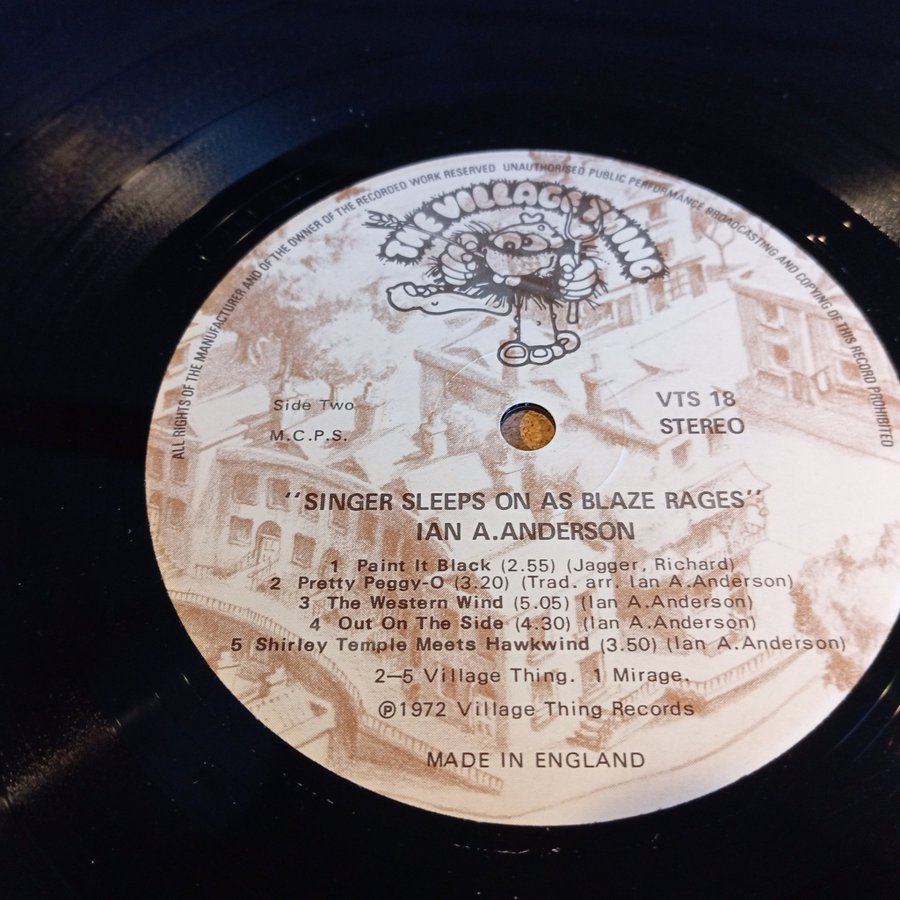 ALL RIGHTS OF THE MANUFACTURER AND OF THE OWNER OF THE RECORDED WORK RESERVED UNAUTHORISED PUBLIC PERFORMANCE BROADCASTING AND COPYING OF THIS RECORD PROHIBITED
THE VILLAGE THING
Side Two
M.C.P.S.
VTS 18
STEREO
"SINGER SLEEPS ON AS BLAZE RAGES"
IAN A.ANDERSON
1 Paint It Black (2.55) (Jagger, Richard)
2 Pretty Peggy-O (3.20) (Trad. arr. Ian A.Anderson)
3 The Western Wind (5.05) (Ian A.Anderson)
4 Out On The Side (4.30) (Ian A.Anderson)
5 Shirley Temple Meets Hawkwind (3.50) (Ian A.Anderson)
2—5 Village Thing. 1 Mirage.
℗1972 Village Thing Records
MADE IN ENGLAND